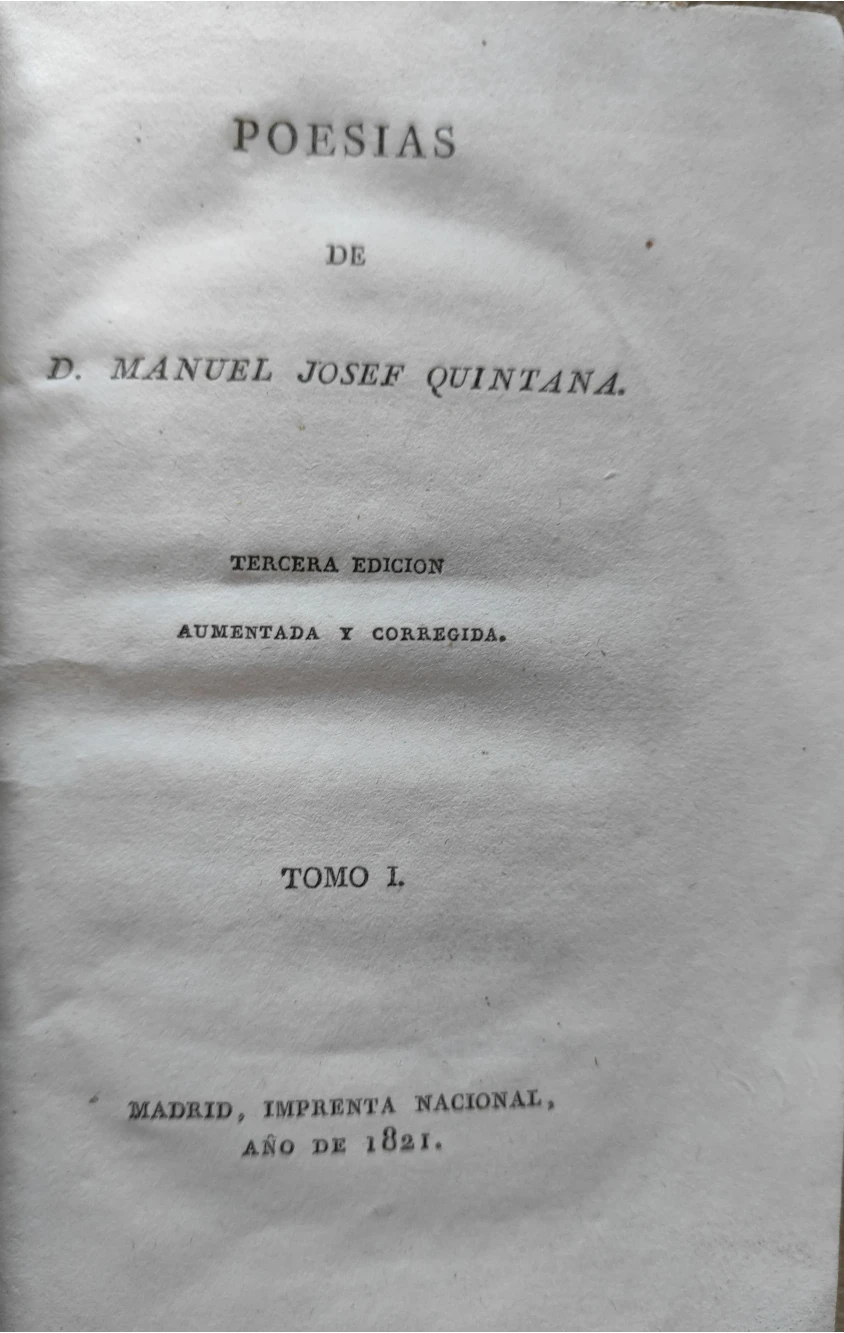 POESIAS
DE
D. MANUEL JOSEF QUINTANA.
TERCERA EDICION
AUMENTADA Y CORREGIDA.
TOMO I.
MADRID, IMPRENTA NACIONAL,
AÑO DE 1821.